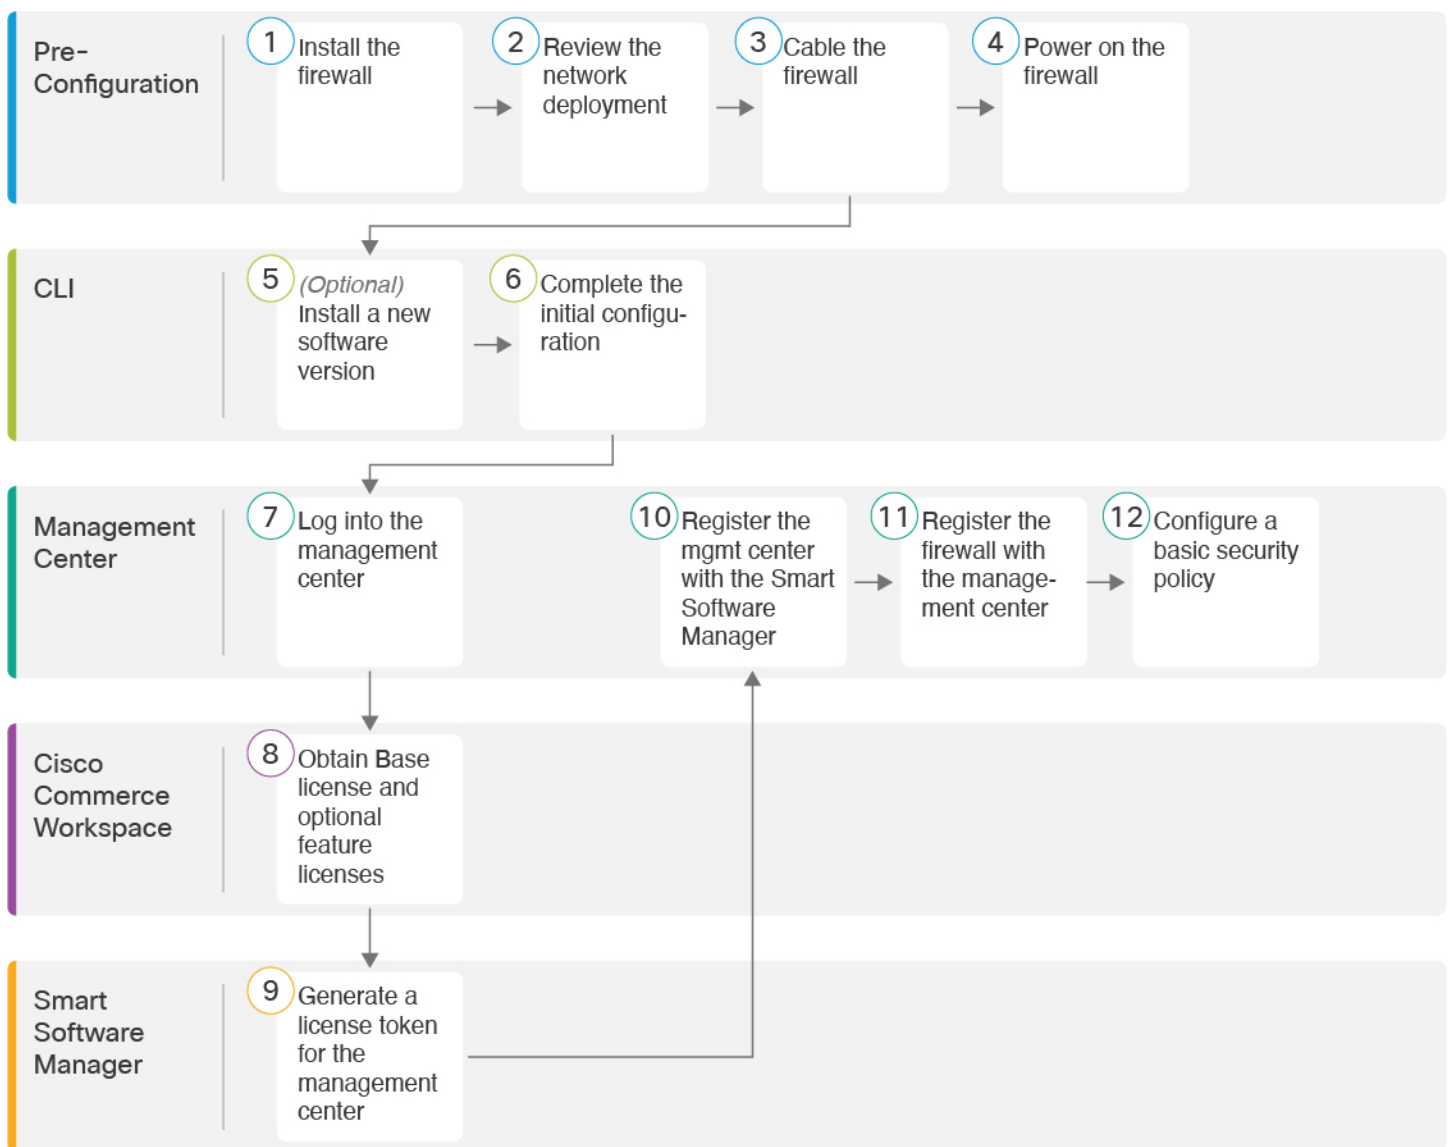 Pre-
Configuration
1
Install the
firewall
2
Review the
network
deployment
3
Cable the
firewall
4
Power on the
firewall
CLI
5
(Optional)
Install a new
software
version
6
Complete the
initial configu-
ration
Management
Center
7
Log into the
management
center
10
Register the
mgmt center
with the Smart
Software
Manager
11
Register the
firewall with
the manage-
ment center
12
Configure a
basic security
policy
Cisco
Commerce
Workspace
8
Obtain Base
license and
optional
feature
licenses
Smart
Software
Manager
9
Generate a
license token
for the
management
center